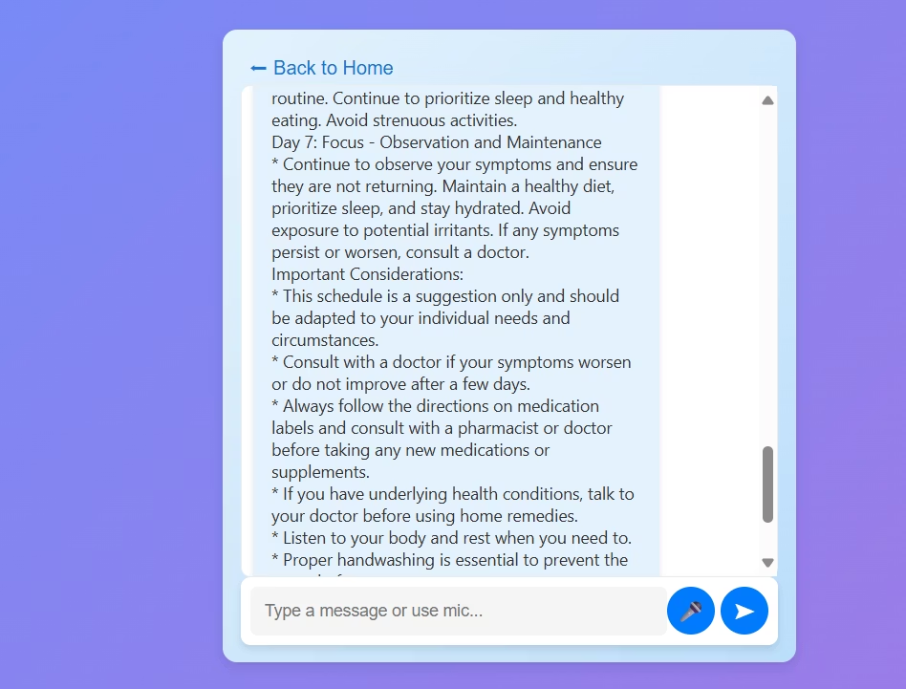 Back to Home
routine. Continue to prioritize sleep and healthy
eating. Avoid strenuous activities.
Day 7: Focus - Observation and Maintenance
* Continue to observe your symptoms and ensure
they are not returning. Maintain a healthy diet,
prioritize sleep, and stay hydrated. Avoid
exposure to potential irritants. If any symptoms
persist or worsen, consult a doctor.
Important Considerations:
* This schedule is a suggestion only and should
be adapted to your individual needs and
circumstances.
* Consult with a doctor if your symptoms worsen
or do not improve after a few days.
* Always follow the directions on medication
labels and consult with a pharmacist or doctor
before taking any new medications or
supplements.
* If you have underlying health conditions, talk to
your doctor before using home remedies.
* Listen to your body and rest when you need to.
* Proper handwashing is essential to prevent the
Type a message or use mic...